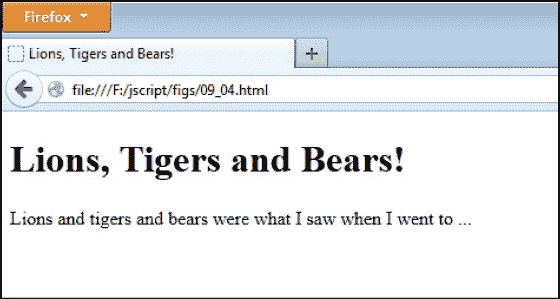 Firefox
Lions, Tigers and Bears!
file:///F:/jscript/figs/09_04.html
Lions, Tigers and Bears!
Lions and tigers and bears were what I saw when I went to ...